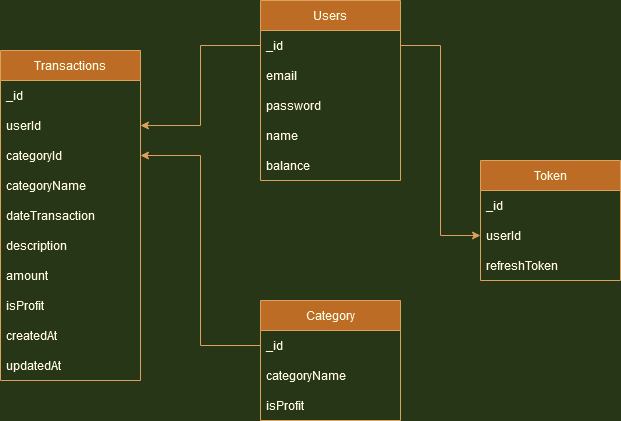 Users
_id
email
password
name
balance
Transactions
_id
userId
categoryId
categoryName
dateTransaction
description
amount
isProfit
createdAt
updatedAt
Token
_id
userId
refreshToken
Category
_id
categoryName
isProfit